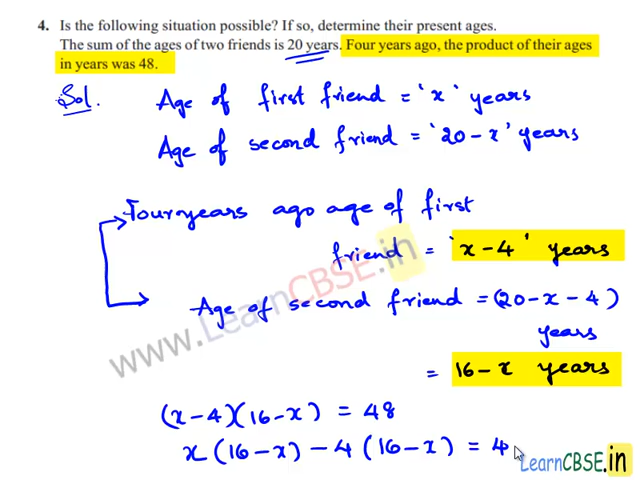 4. Is the following situation possible? If so, determine their present ages.
The sum of the ages of two friends is 20 years. Four years ago, the product of their ages
in years was 48.
Sol. Age of first friend = 'x' years
Age of second friend = '20-x' years
Four years ago age of first
friend = 'x-4' years
Age of second friend = (20-x-4)
years
= 16-x years
(x-4)(16-x) = 48
x(16-x) - 4(16-x) = 4
www.LearnCBSE.in
LearnCBSE.in